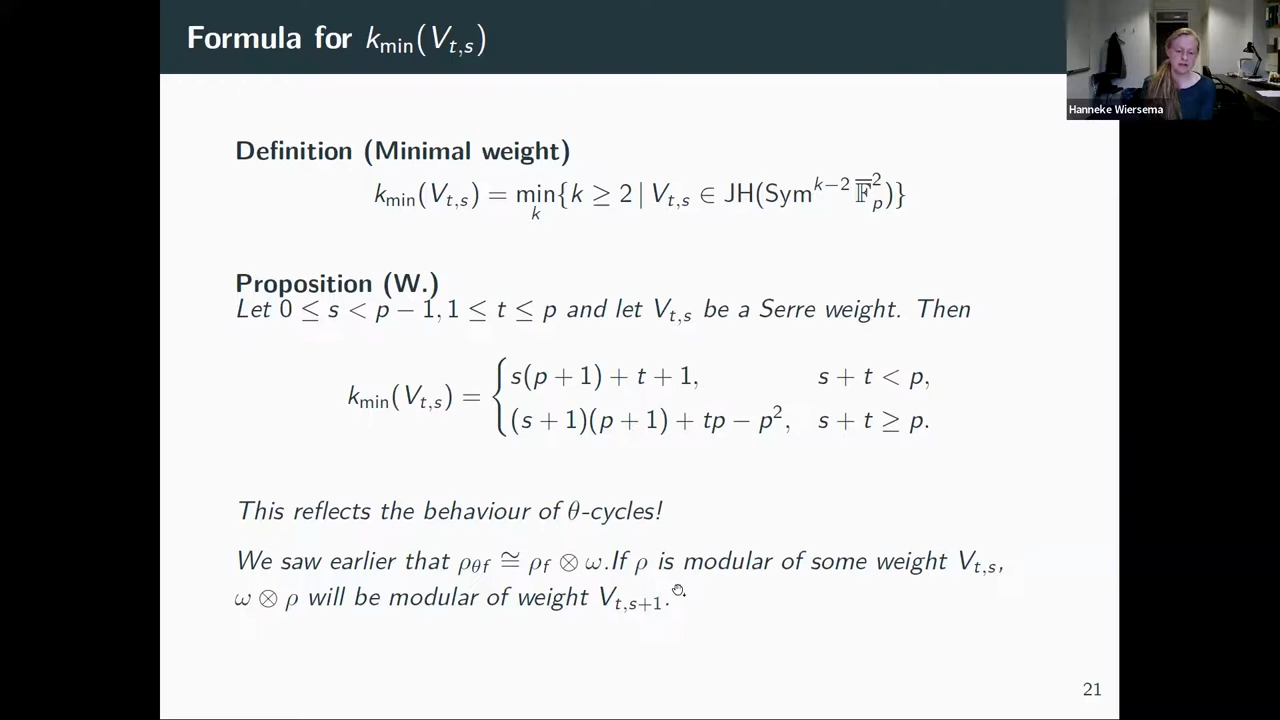 Formula for k_min(V_{t,s})
Hanneke Wiersema
Definition (Minimal weight)
k_min(V_{t,s}) = min_k{k ≥ 2 | V_{t,s} ∈ JH(Sym^{k−2} F̅_p^2)}
Proposition (W.)
Let 0 ≤ s < p − 1, 1 ≤ t ≤ p and let V_{t,s} be a Serre weight. Then
k_min(V_{t,s}) = { s(p + 1) + t + 1, s + t < p,
(s + 1)(p + 1) + tp − p^2, s + t ≥ p.
This reflects the behaviour of θ-cycles!
We saw earlier that ρ_{θf} ≅ ρ_f ⊗ ω.If ρ is modular of some weight V_{t,s},
ω ⊗ ρ will be modular of weight V_{t,s+1}.
21